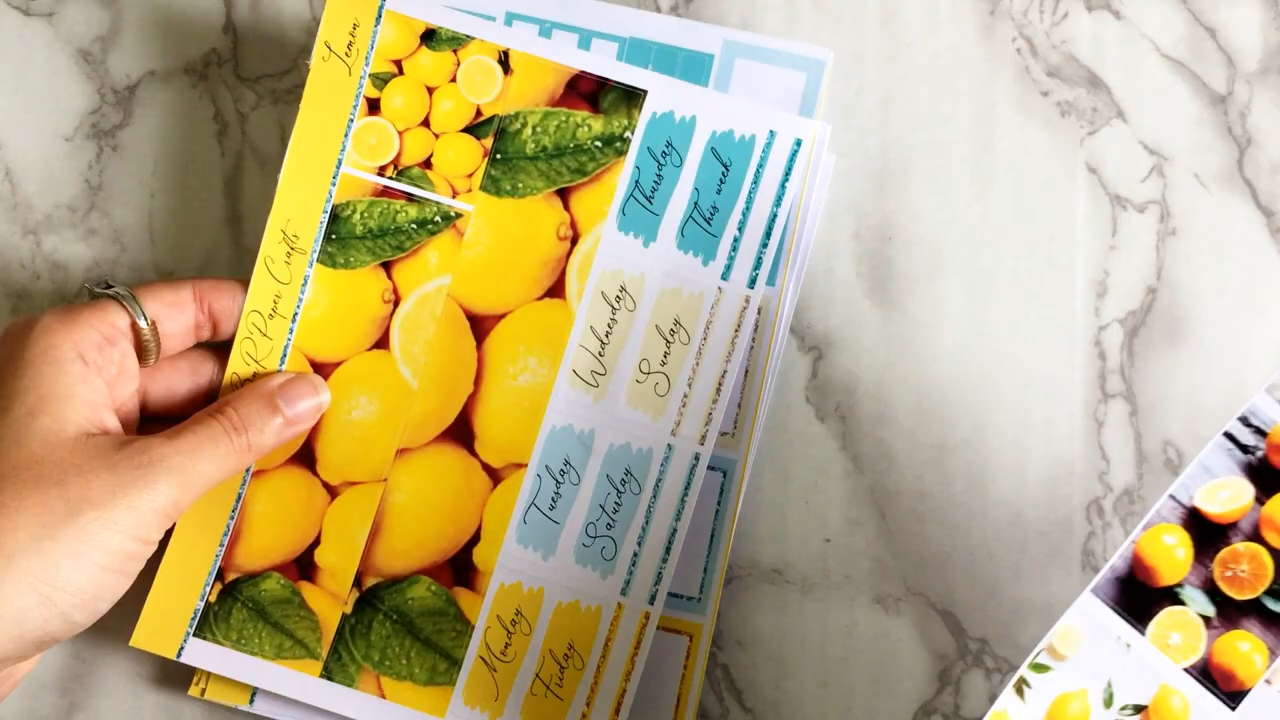 Lemon
R Paper Crafts
Thursday
This week
Wednesday
Sunday
Tuesday
Saturday
Monday
Friday